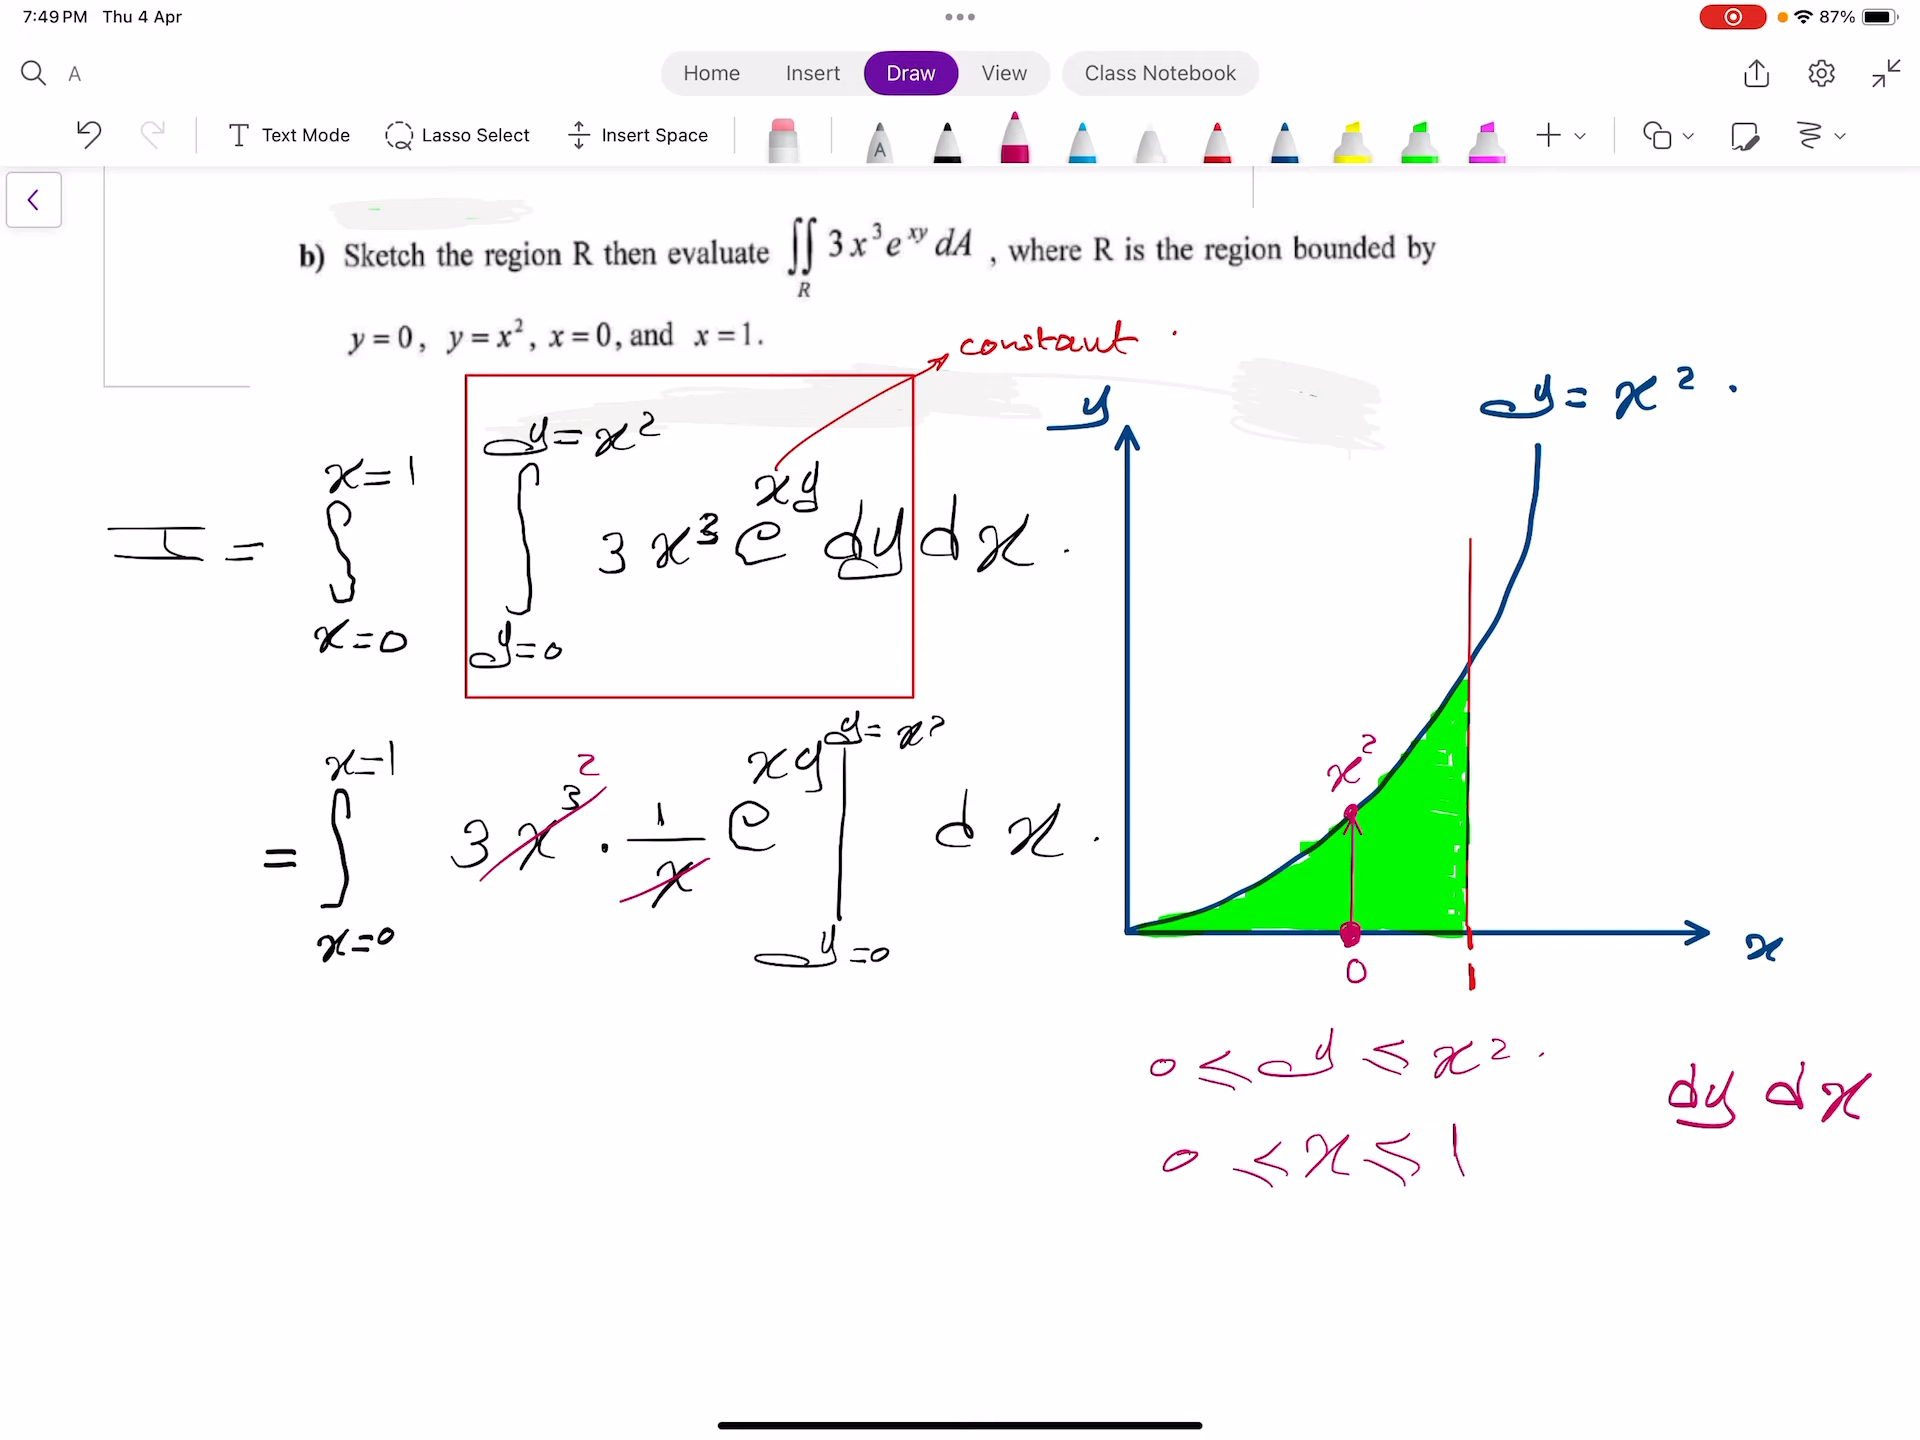 7:49 PM Thu 4 Apr
87%
A
Home Insert Draw View Class Notebook
Text Mode Lasso Select Insert Space
A
b) Sketch the region R then evaluate ∬_R 3x³e^{xy} dA , where R is the region bounded by
y = 0, y = x², x = 0, and x = 1.
constant
I = ∫_{x=0}^{x=1} ∫_{y=0}^{y=x²} 3x³e^{xy} dy dx.
= ∫_{x=0}^{x=1} 3x³ 2 · 1/x e^{xy} |_{y=0}^{y=x²} dx.
y
y = x².
x²
x
0
1
0 ≤ y ≤ x².
dy dx
0 ≤ x ≤ 1